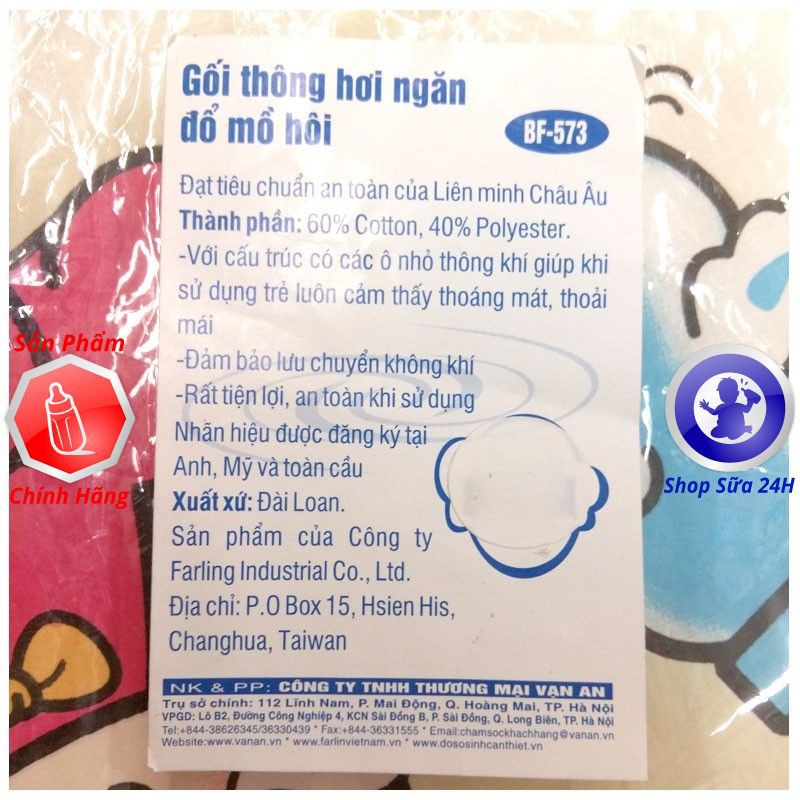 Gối thông hơi ngăn
đổ mồ hôi
BF-573
Đạt tiêu chuẩn an toàn của Liên minh Châu Âu
Thành phần: 60% Cotton, 40% Polyester.
-Với cấu trúc có các ô nhỏ thông khí giúp khi
sử dụng trẻ luôn cảm thấy thoáng mát, thoải
mái
-Đảm bảo lưu chuyển không khí
-Rất tiện lợi, an toàn khi sử dụng
Nhãn hiệu được đăng ký tại
Anh, Mỹ và toàn cầu
Xuất xứ: Đài Loan.
Sản phẩm của Công ty
Farling Industrial Co., Ltd.
Địa chỉ: P.O Box 15, Hsien His,
Changhua, Taiwan
NK & PP: CÔNG TY TNHH THƯƠNG MẠI VẠN AN
Trụ sở chính: 112 Lĩnh Nam, P. Mai Động, Q. Hoàng Mai, TP. Hà Nội
VPGD: Lô B2, Đường Công Nghiệp 4, KCN Sài Đồng B, P. Sài Đồng, Q. Long Biên, TP. Hà Nội
Tel:+844-38626345/36330439 * Fax:+844-36331555 * Email:chamsockhachhang@vanan.vn
Website:www.vanan.vn * www.farlinvietnam.vn * www.dososinhcanthiet.vn
Sản Phẩm
Chính Hãng
Shop Sữa 24H